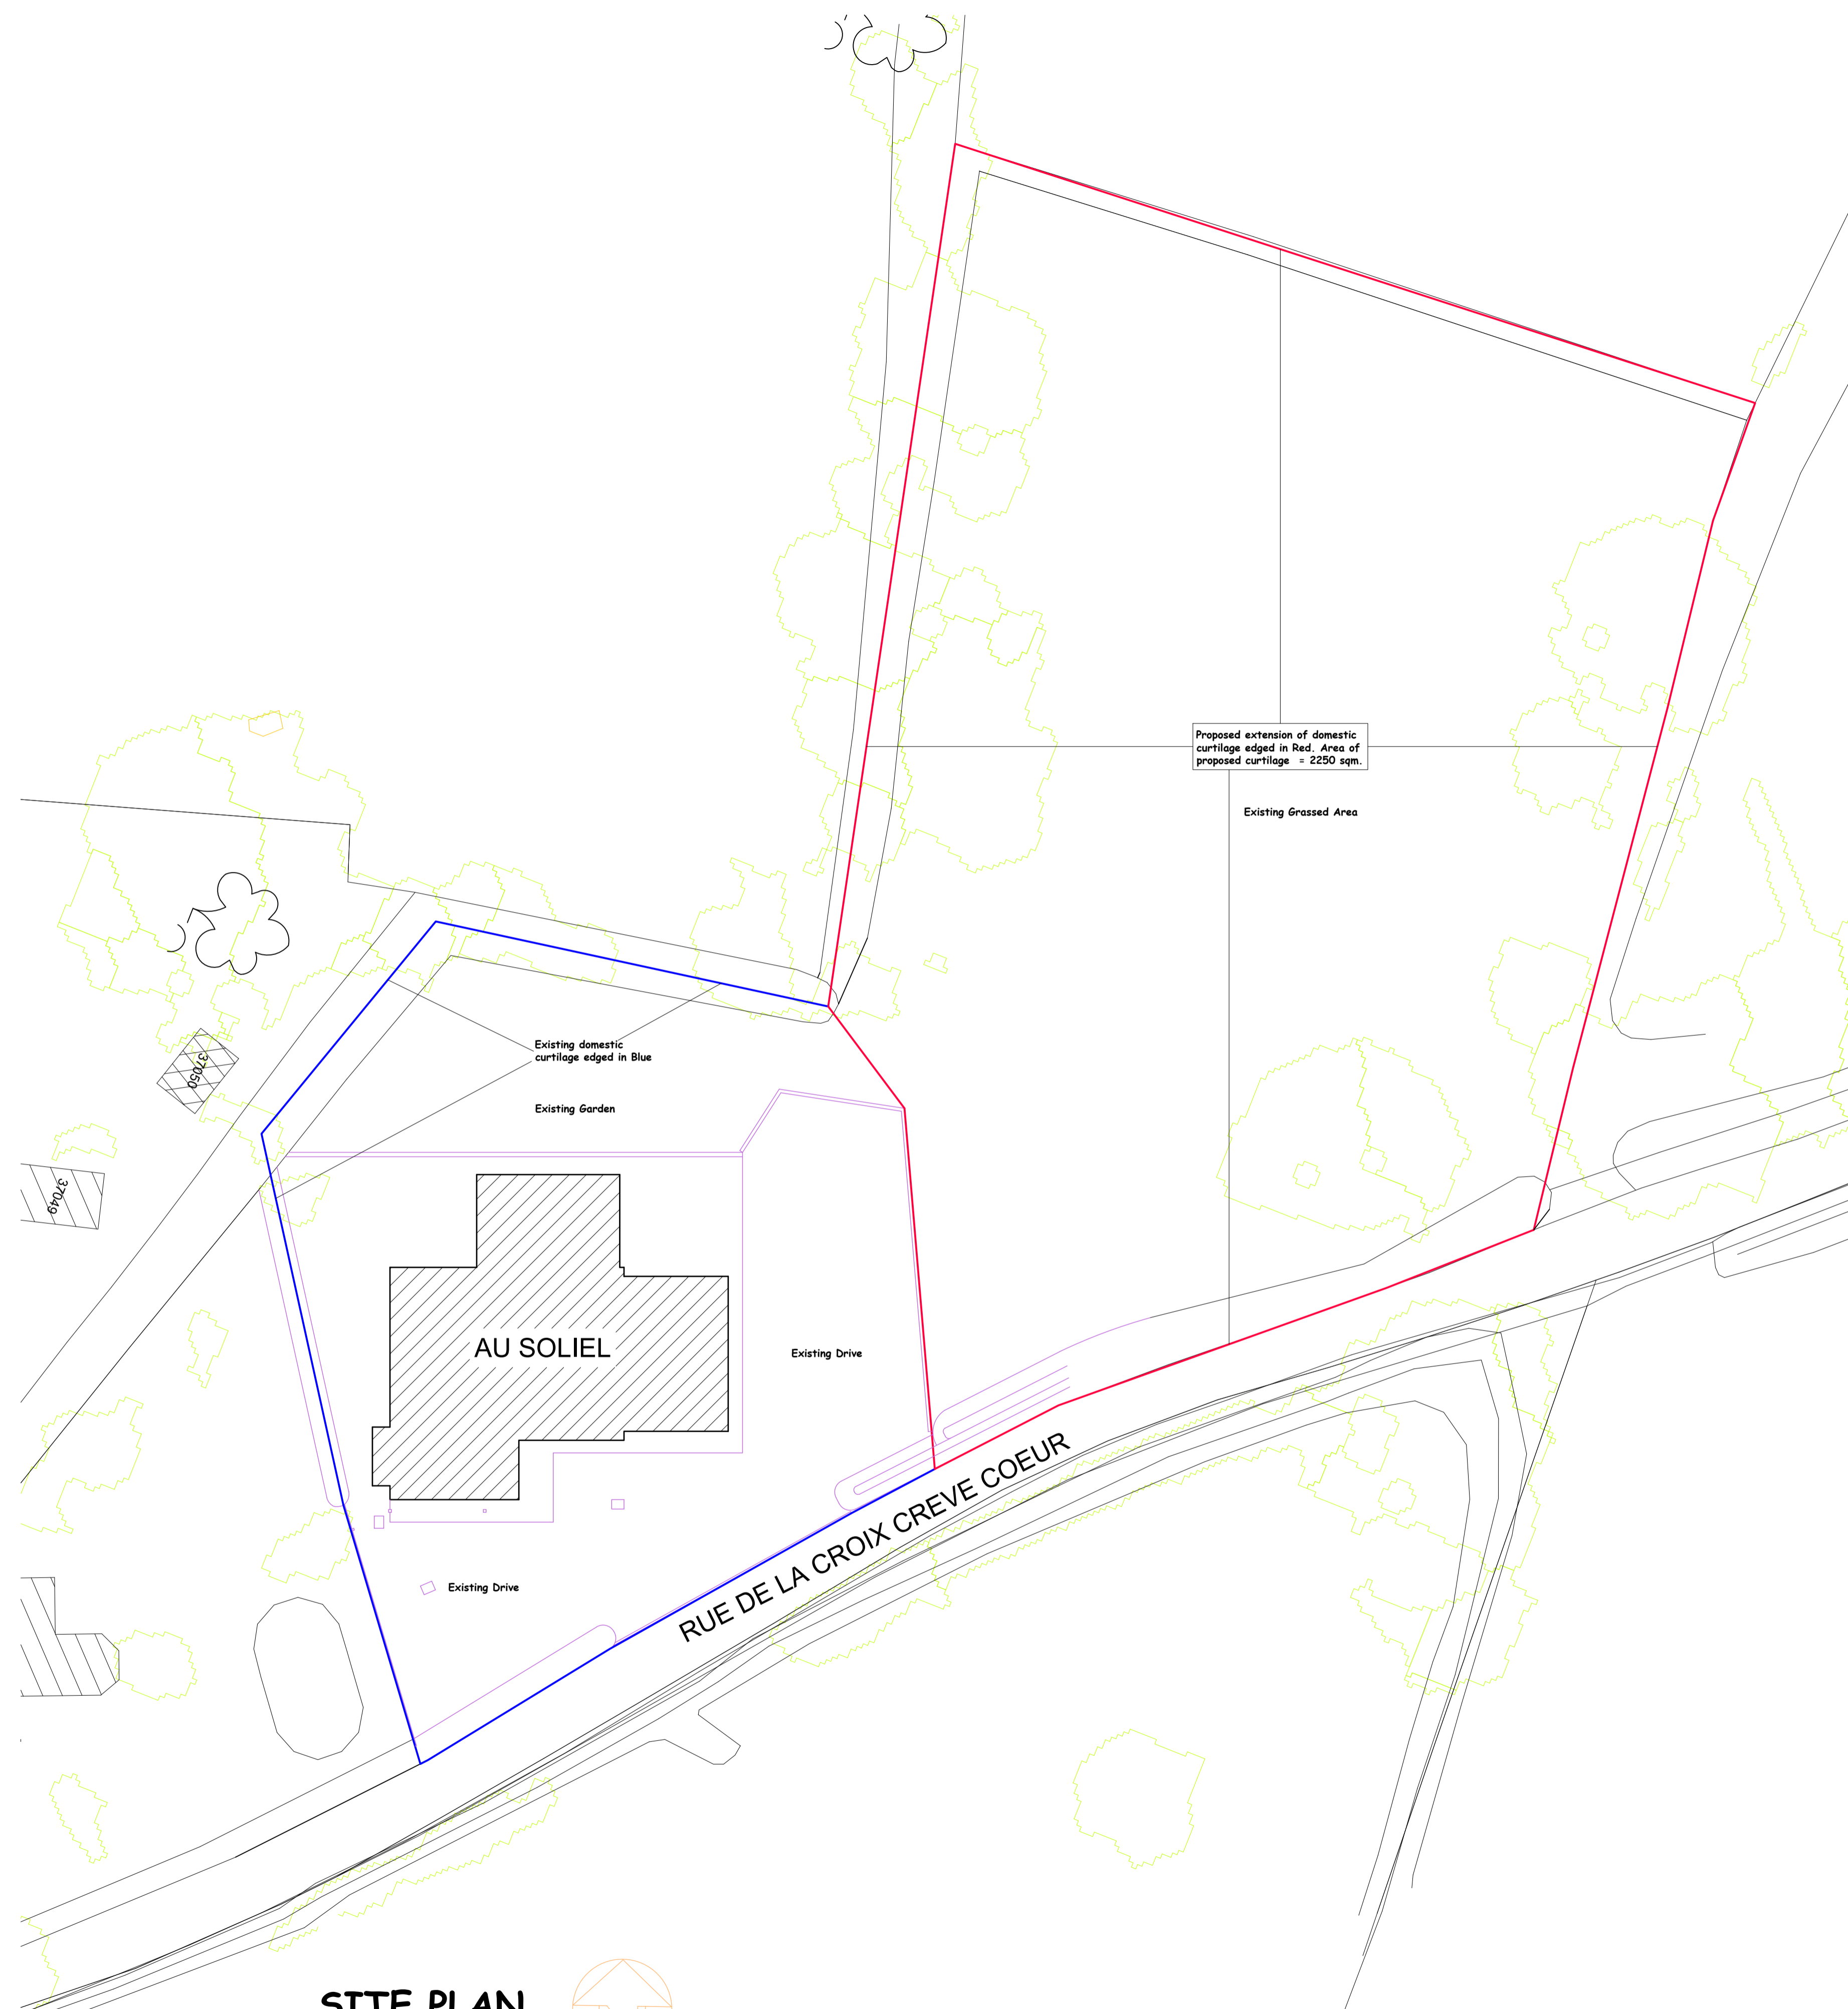 Proposed extension of domestic
curtilage edged in Red. Area of
proposed curtilage = 2250 sqm.
Existing Grassed Area
Existing domestic
curtilage edged in Blue
37050
Existing Garden
37049
AU SOLIEL
Existing Drive
RUE DE LA CROIX CREVE COEUR
Existing Drive
SITE PLAN